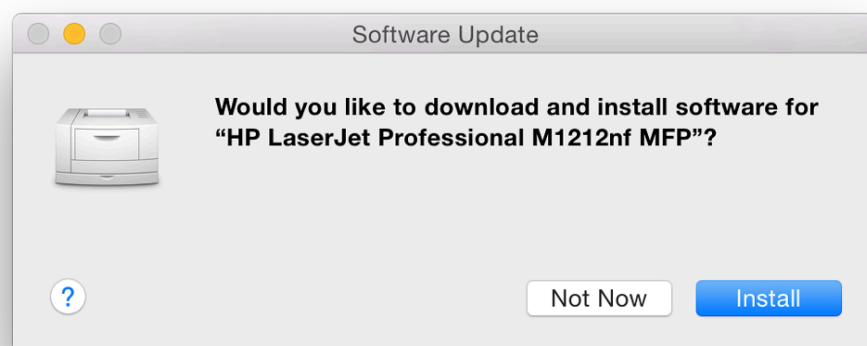 Software Update
Would you like to download and install software for
“HP LaserJet Professional M1212nf MFP”?
?
Not Now
Install